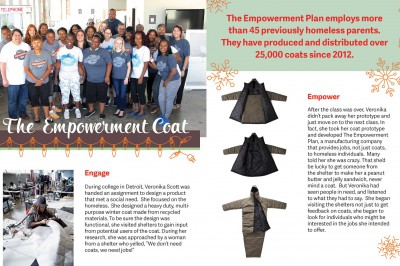 TELEPHONE
The Empowerment Coat
The Empowerment Plan employs more
than 45 previously homeless parents.
They have produced and distributed over
25,000 coats since 2012.
Engage
During college in Detroit, Veronika Scott was
handed an assignment to design a product
that met a social need. She focused on the
homeless. She designed a heavy duty, multi-
purpose winter coat made from recycled
materials. To be sure the design was
functional, she visited shelters to gain input
from potential users of the coat. During her
research, she was approached by a woman
from a shelter who yelled, "We don't need
coats, we need jobs!"
Empower
After the class was over, Veronika
didn't pack away her prototype and
just move on to the next class. In
fact, she took her coat prototype
and developed The Empowerment
Plan, a manufacturing company
that provides jobs, not just coats,
to homeless individuals. Many
told her she was crazy. That she'd
be lucky to get someone from
the shelter to make her a peanut
butter and jelly sandwich, never
mind a coat. But Veronika had
seen people in need, and listened
to what they had to say. She began
visiting the shelters not just to get
feedback on coats, she began to
look for individuals who might be
interested in the jobs she intended
to offer.